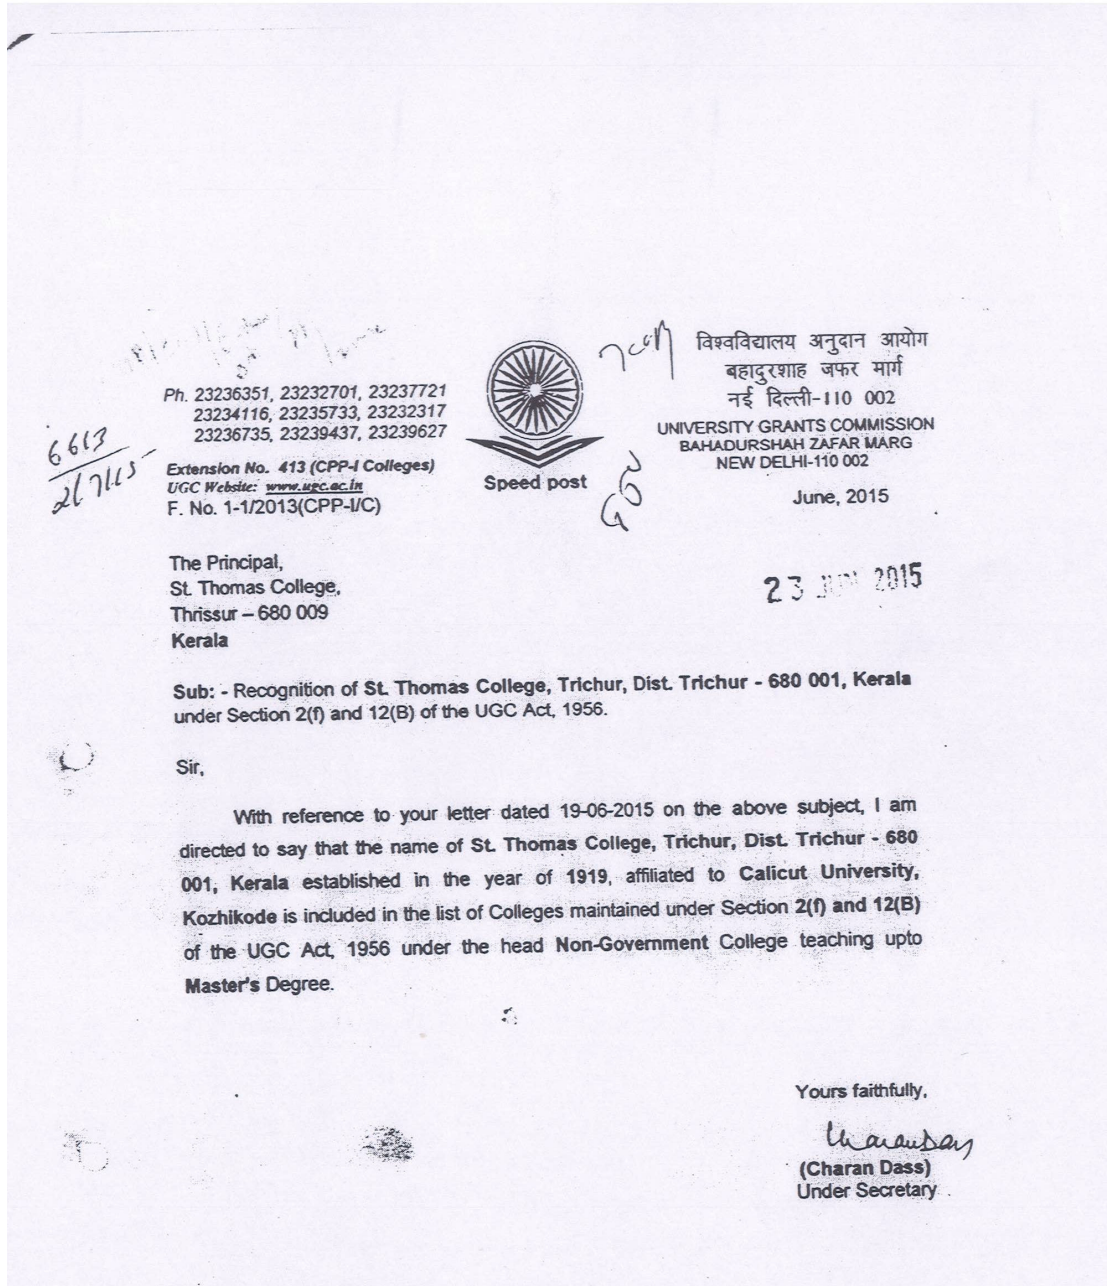 Ph. 23236351, 23232701, 23237721
23234116, 23235733, 23232317
23236735, 23239437, 23239627
Extension No. 413 (CPP-I Colleges)
UGC Website: www.ugc.ac.in
F. No. 1-1/2013(CPP-I/C)
6613
Speed post
विश्वविद्यालय अनुदान आयोग
बहादुरशाह जफर मार्ग
नई दिल्ली-110 002
UNIVERSITY GRANTS COMMISSION
BAHADURSHAH ZAFAR MARG
NEW DELHI-110 002
June, 2015
The Principal,
St. Thomas College,
Thrissur – 680 009
Kerala
23 2015
Sub: - Recognition of St. Thomas College, Trichur, Dist. Trichur - 680 001, Kerala
under Section 2(f) and 12(B) of the UGC Act, 1956.
Sir,
With reference to your letter dated 19-06-2015 on the above subject, I am
directed to say that the name of St. Thomas College, Trichur, Dist. Trichur - 680
001, Kerala established in the year of 1919, affiliated to Calicut University,
Kozhikode is included in the list of Colleges maintained under Section 2(f) and 12(B)
of the UGC Act, 1956 under the head Non-Government College teaching upto
Master's Degree.
Yours faithfully,
(Charan Dass)
Under Secretary